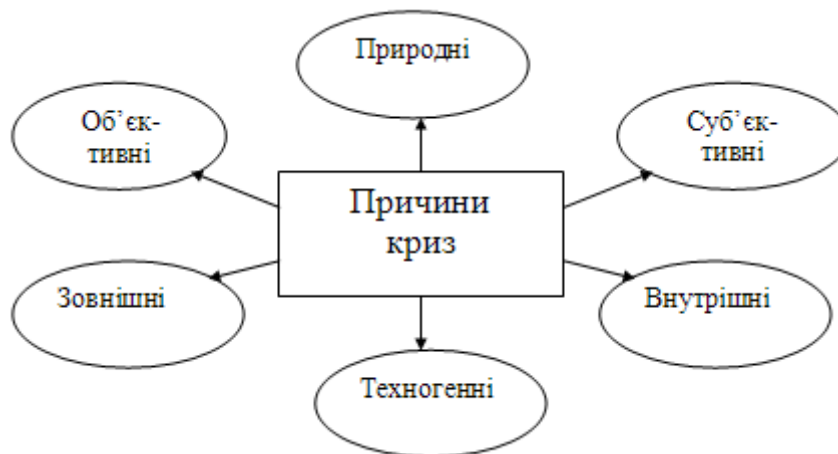 Природні
Об’єк-
тивні
Суб’єк-
тивні
Причини
криз
Зовнішні
Внутрішні
Техногенні